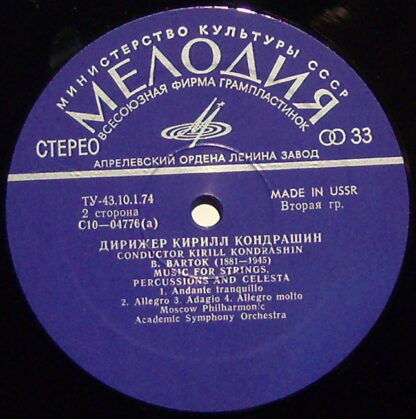 МИНИСТЕРСТВО КУЛЬТУРЫ СССР
МЕЛОДИЯ
ВСЕСОЮЗНАЯ ФИРМА ГРАМПЛАСТИНОК
СТЕРЕО
33
АПРЕЛЕВСКИЙ ОРДЕНА ЛЕНИНА ЗАВОД
ТУ-43.10.1.74
2 сторона
С10—04776(а)
MADE IN USSR
Вторая гр.
ДИРИЖЕР КИРИЛЛ КОНДРАШИН
CONDUCTOR KIRILL KONDRASHIN
B. BARTOK (1881—1945)
MUSIC FOR STRINGS,
PERCUSSIONS AND CELESTA
1. Andante tranquillo
2. Allegro 3. Adagio 4. Allegro molto
Moscow Philharmonic
Academic Symphony Orchestra